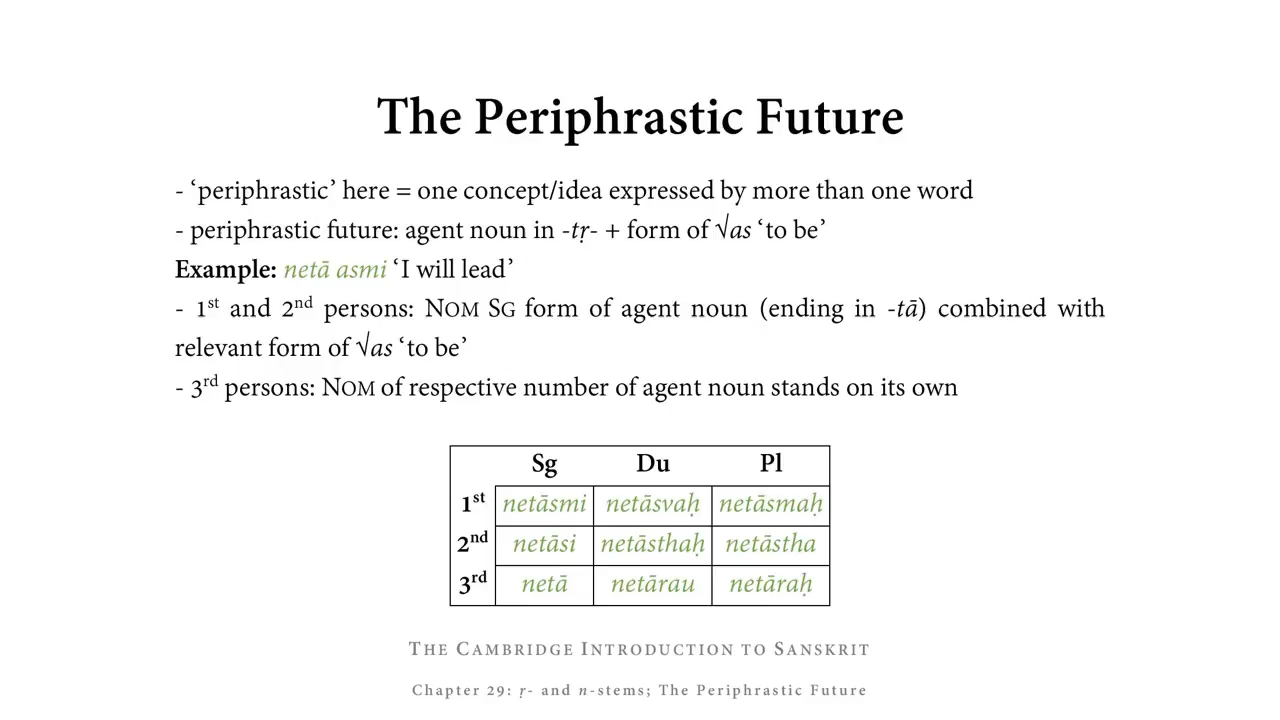 The Periphrastic Future
- ‘periphrastic’ here = one concept/idea expressed by more than one word
- periphrastic future: agent noun in -tṛ- + form of √as ‘to be’
Example: netā asmi ‘I will lead’
- 1st and 2nd persons: Nom Sg form of agent noun (ending in -tā) combined with
relevant form of √as ‘to be’
- 3rd persons: Nom of respective number of agent noun stands on its own
Sg Du Pl
1st netāsmi netāsvaḥ netāsmaḥ
2nd netāsi netāsthaḥ netāstha
3rd netā netārau netāraḥ
The Cambridge Introduction to Sanskrit
Chapter 29: ṛ- and n-stems; The Periphrastic Future